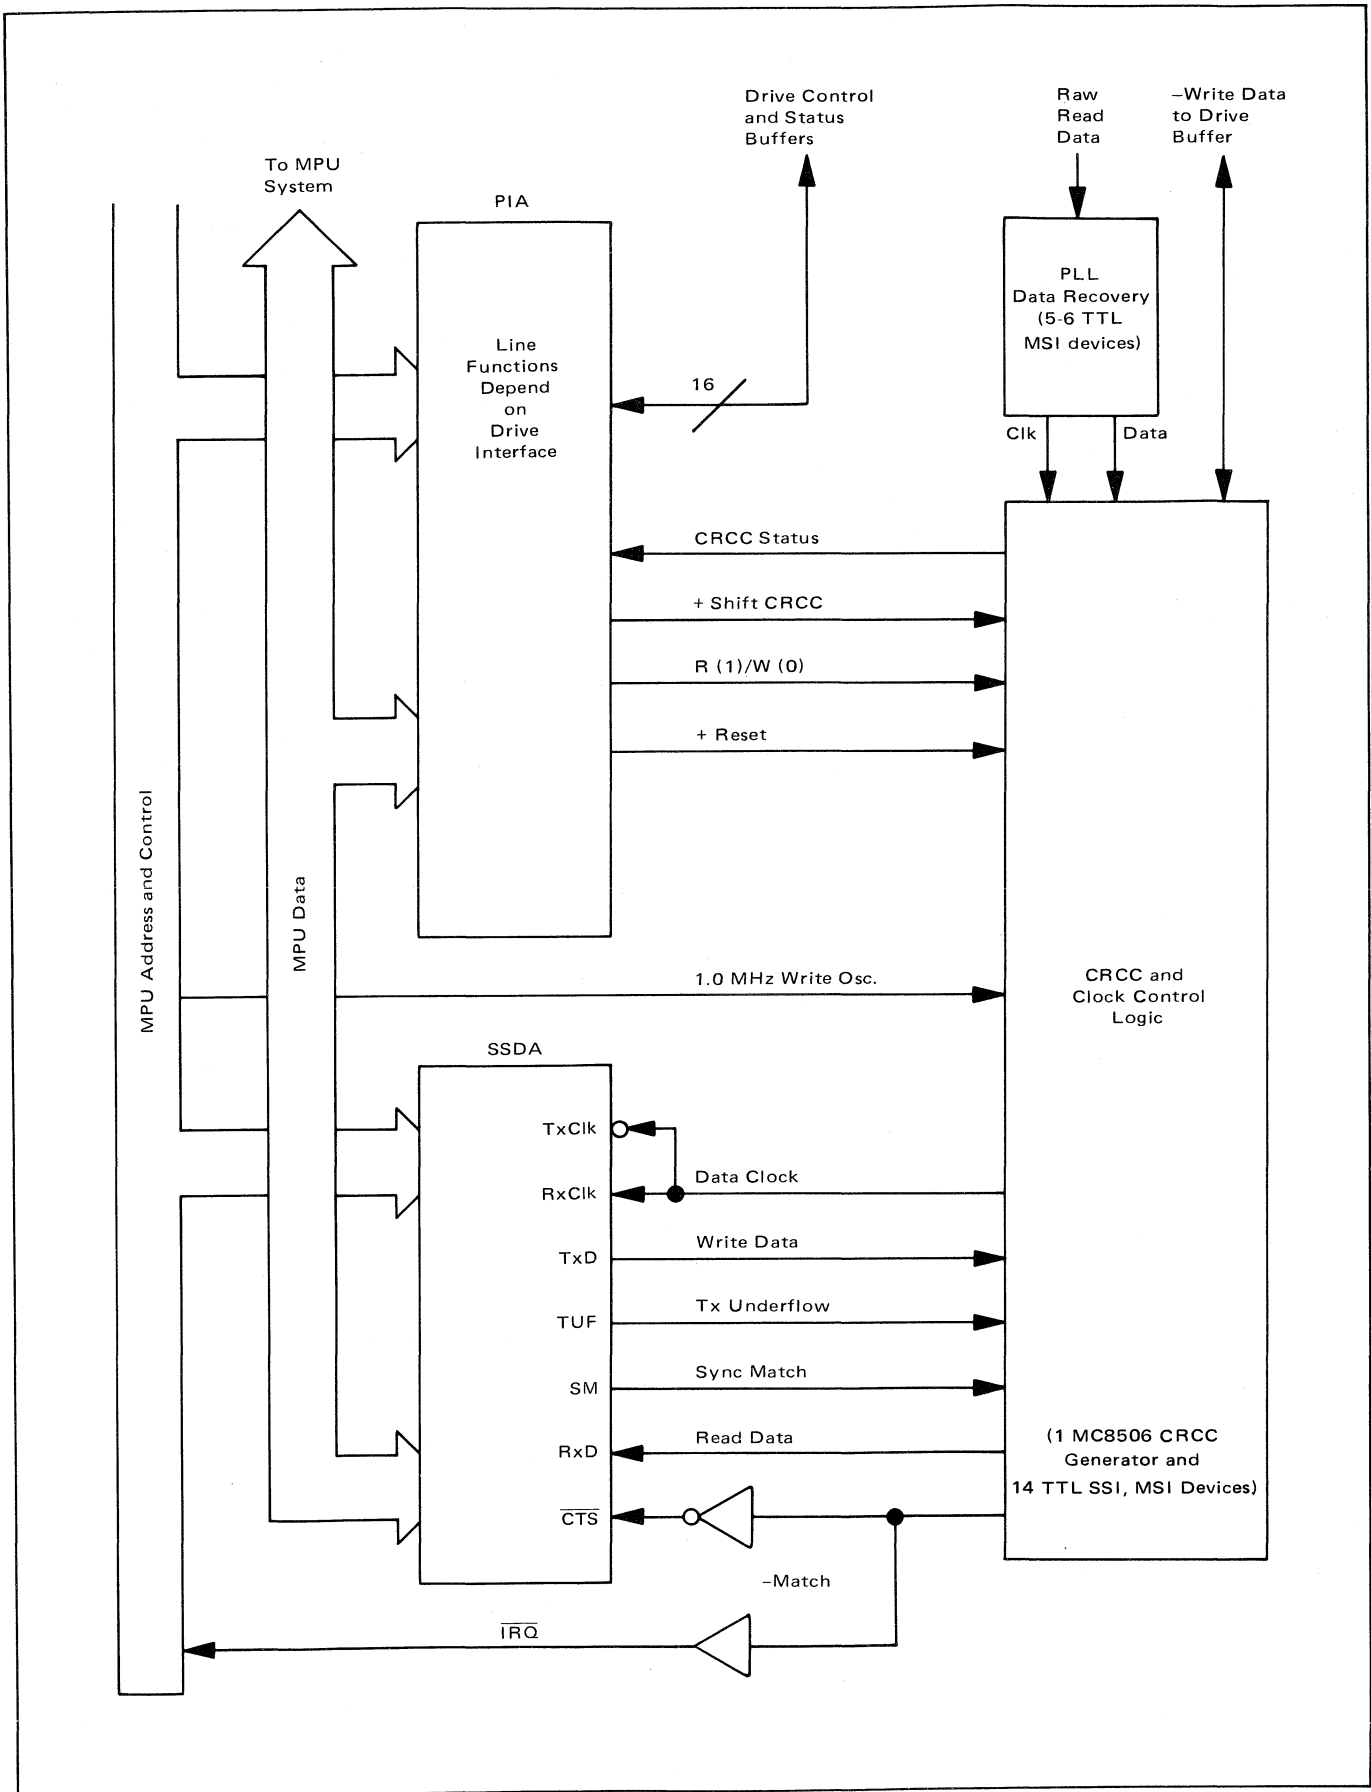 Drive Control
and Status
Buffers
Raw
Read
Data
–Write Data
to Drive
Buffer
To MPU
System
PIA
PLL
Data Recovery
(5-6 TTL
MSI devices)
Line
Functions
Depend
on
Drive
Interface
16
Clk
Data
CRCC Status
+ Shift CRCC
R (1)/W (0)
+ Reset
MPU Address and Control
MPU Data
1.0 MHz Write Osc.
CRCC and
Clock Control
Logic
SSDA
TxClk
RxClk
Data Clock
TxD
Write Data
TUF
Tx Underflow
SM
Sync Match
RxD
Read Data
(1 MC8506 CRCC
Generator and
14 TTL SSI, MSI Devices)
C̅T̅S̅
–Match
I̅R̅Q̅